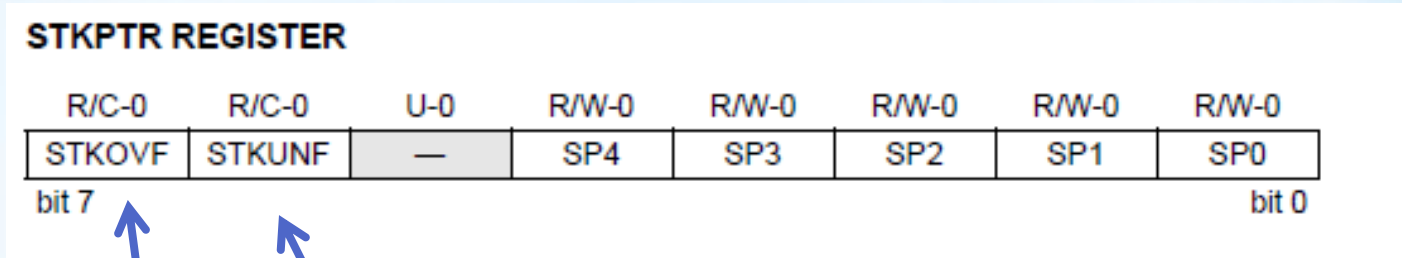 STKPTR REGISTER
R/C-0 R/C-0 U-0 R/W-0 R/W-0 R/W-0 R/W-0 R/W-0
STKOVF STKUNF — SP4 SP3 SP2 SP1 SP0
bit 7 bit 0